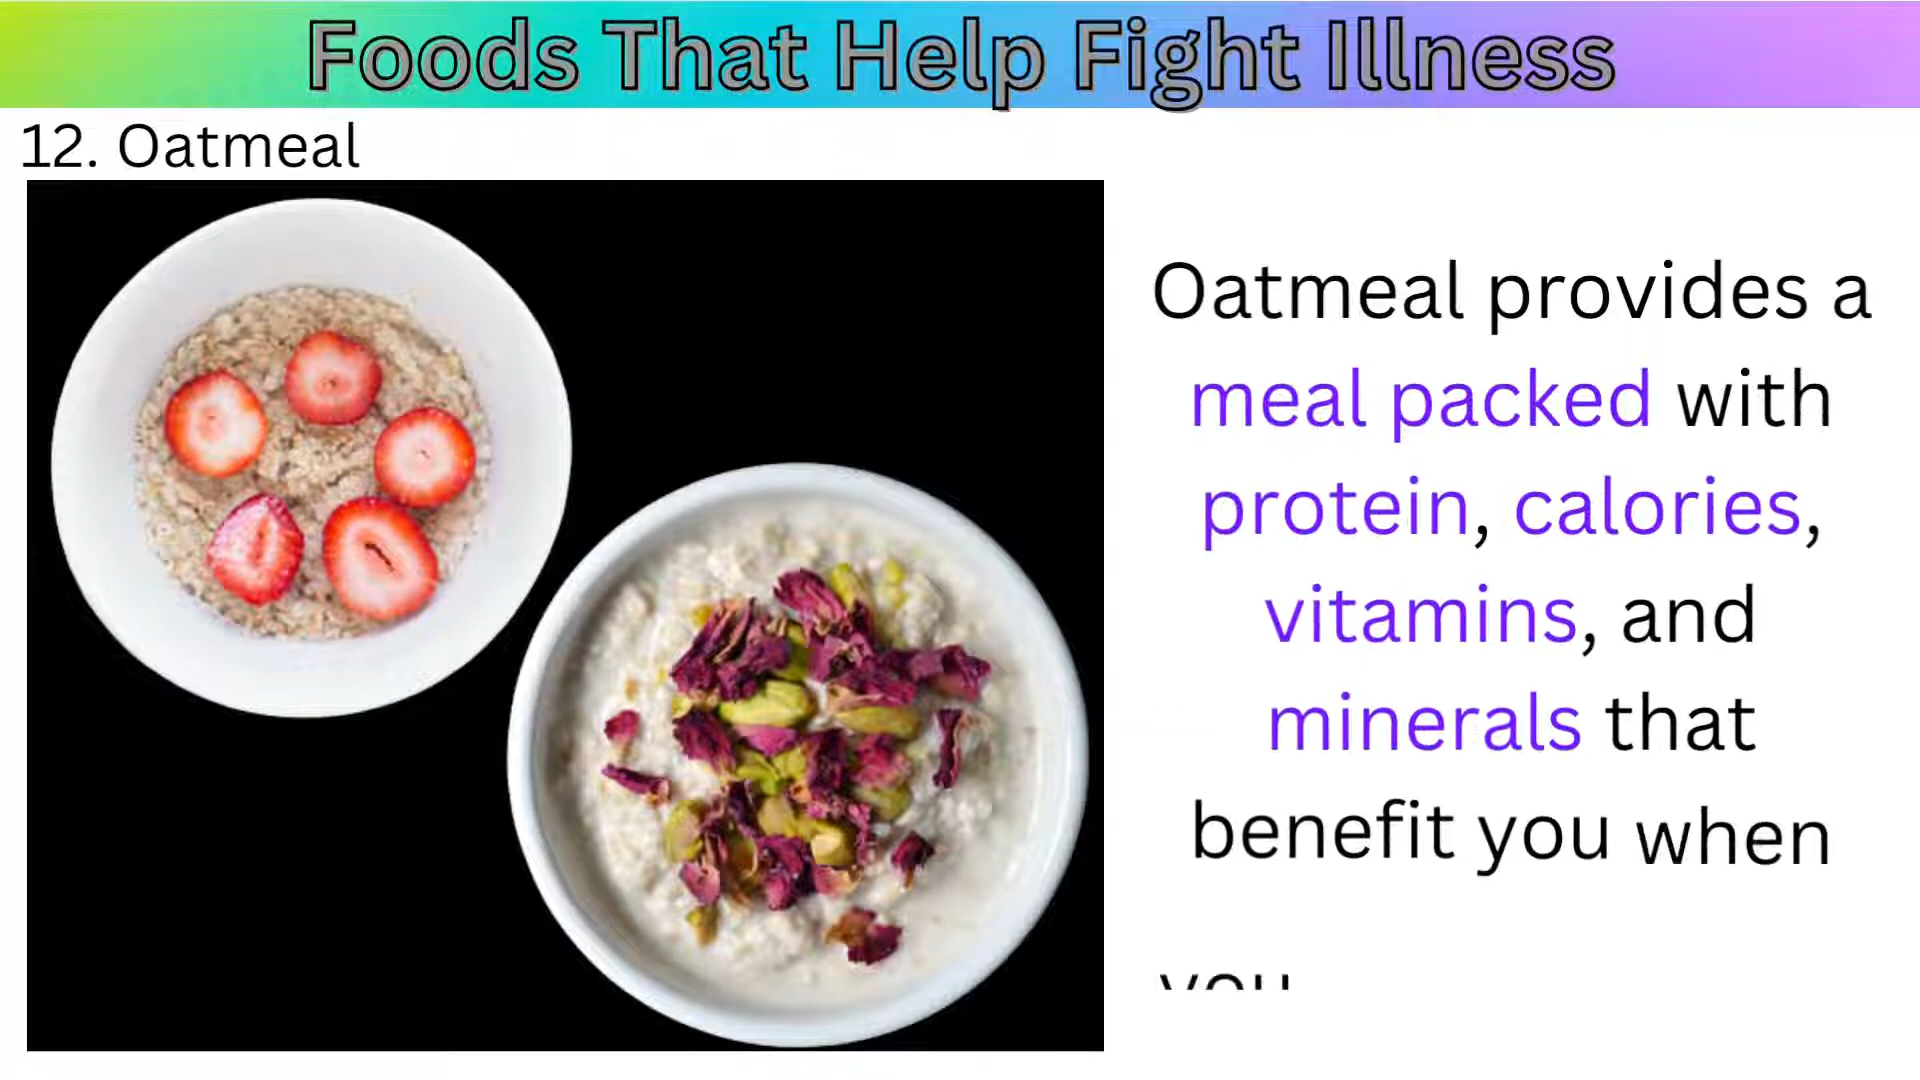 Foods That Help Fight Illness
12. Oatmeal
Oatmeal provides a
meal packed with
protein, calories,
vitamins, and
minerals that
benefit you when
you